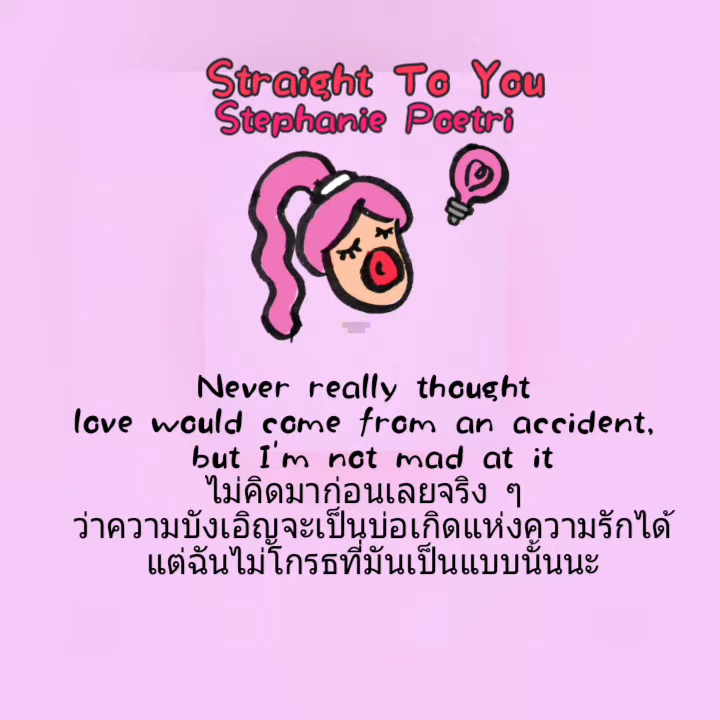 Straight To You
Stephanie Poetri
Never really thought
love would come from an accident,
but I'm not mad at it
ไม่คิดมาก่อนเลยจริง ๆ
ว่าความบังเอิญจะเป็นบ่อเกิดแห่งความรักได้
แต่ฉันไม่โกรธที่มันเป็นแบบนั้นนะ